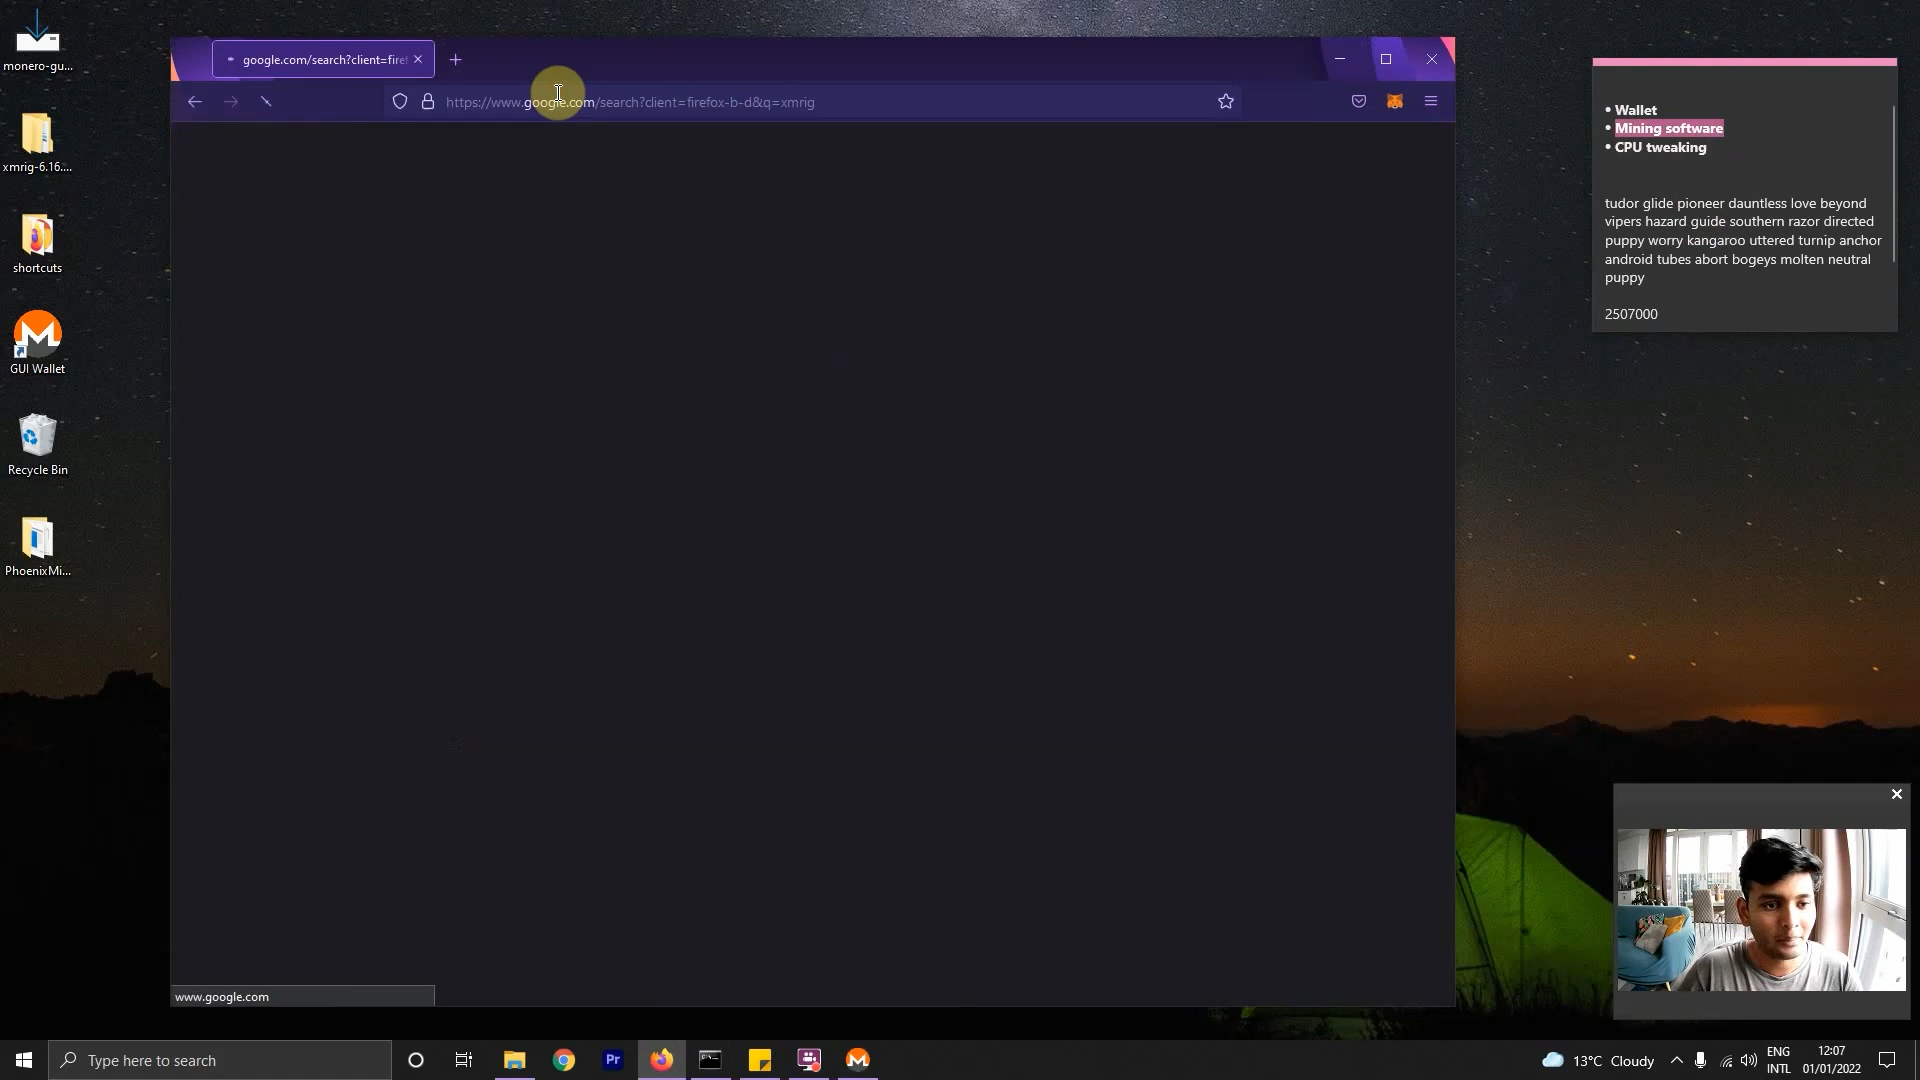 monero-gu...
xmrig-6.16....
shortcuts
GUI Wallet
Recycle Bin
PhoenixMi...
google.com/search?client=firef
https://www.google.com/search?client=firefox-b-d&q=xmrig
www.google.com
• Wallet
• Mining software
• CPU tweaking
tudor glide pioneer dauntless love beyond
vipers hazard guide southern razor directed
puppy worry kangaroo uttered turnip anchor
android tubes abort bogeys molten neutral
puppy
2507000
Type here to search
Pr
13°C Cloudy
ENG
INTL
12:07
01/01/2022